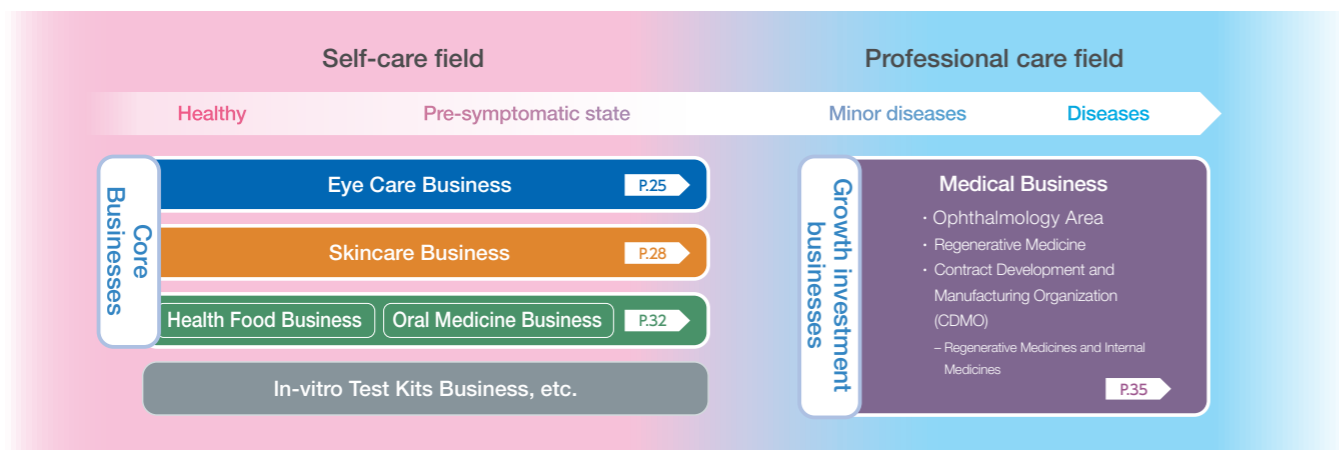 Self-care field
Professional care field
Healthy
Pre-symptomatic state
Minor diseases
Diseases
Core
Businesses
Eye Care Business
P.25
Skincare Business
P.28
Health Food Business
Oral Medicine Business
P.32
In-vitro Test Kits Business, etc.
Growth investment
businesses
Medical Business
・Ophthalmology Area
・Regenerative Medicine
・Contract Development and
Manufacturing Organization
(CDMO)
– Regenerative Medicines and Internal
Medicines
P.35